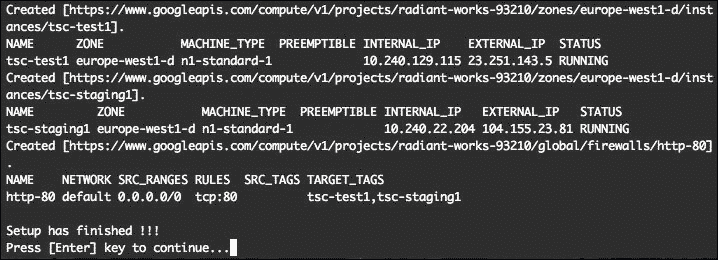 Created [https://www.googleapis.com/compute/v1/projects/radiant-works-93210/zones/europe-west1-d/inst
ances/tsc-test1].
NAME ZONE MACHINE_TYPE PREEMPTIBLE INTERNAL_IP EXTERNAL_IP STATUS
tsc-test1 europe-west1-d n1-standard-1 10.240.129.115 23.251.143.5 RUNNING
Created [https://www.googleapis.com/compute/v1/projects/radiant-works-93210/zones/europe-west1-d/inst
ances/tsc-staging1].
NAME ZONE MACHINE_TYPE PREEMPTIBLE INTERNAL_IP EXTERNAL_IP STATUS
tsc-staging1 europe-west1-d n1-standard-1 10.240.22.204 104.155.23.81 RUNNING
Created [https://www.googleapis.com/compute/v1/projects/radiant-works-93210/global/firewalls/http-80]
.
NAME NETWORK SRC_RANGES RULES SRC_TAGS TARGET_TAGS
http-80 default 0.0.0.0/0 tcp:80 tsc-test1,tsc-staging1
Setup has finished !!!
Press [Enter] key to continue...